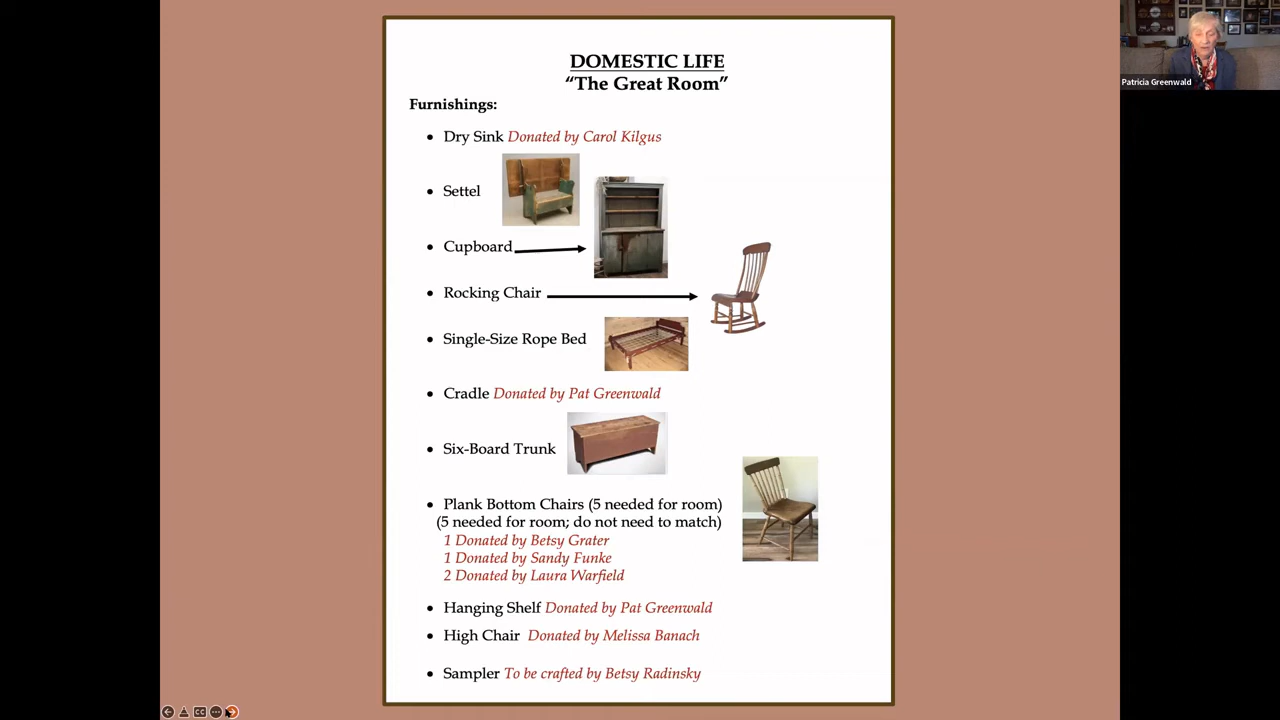 DOMESTIC LIFE
“The Great Room”
Furnishings:
• Dry Sink Donated by Carol Kilgus
• Settel
• Cupboard
• Rocking Chair
• Single-Size Rope Bed
• Cradle Donated by Pat Greenwald
• Six-Board Trunk
• Plank Bottom Chairs (5 needed for room)
(5 needed for room; do not need to match)
1 Donated by Betsy Grater
1 Donated by Sandy Funke
2 Donated by Laura Warfield
• Hanging Shelf Donated by Pat Greenwald
• High Chair Donated by Melissa Banach
• Sampler To be crafted by Betsy Radinsky
Patricia Greenwald
CC